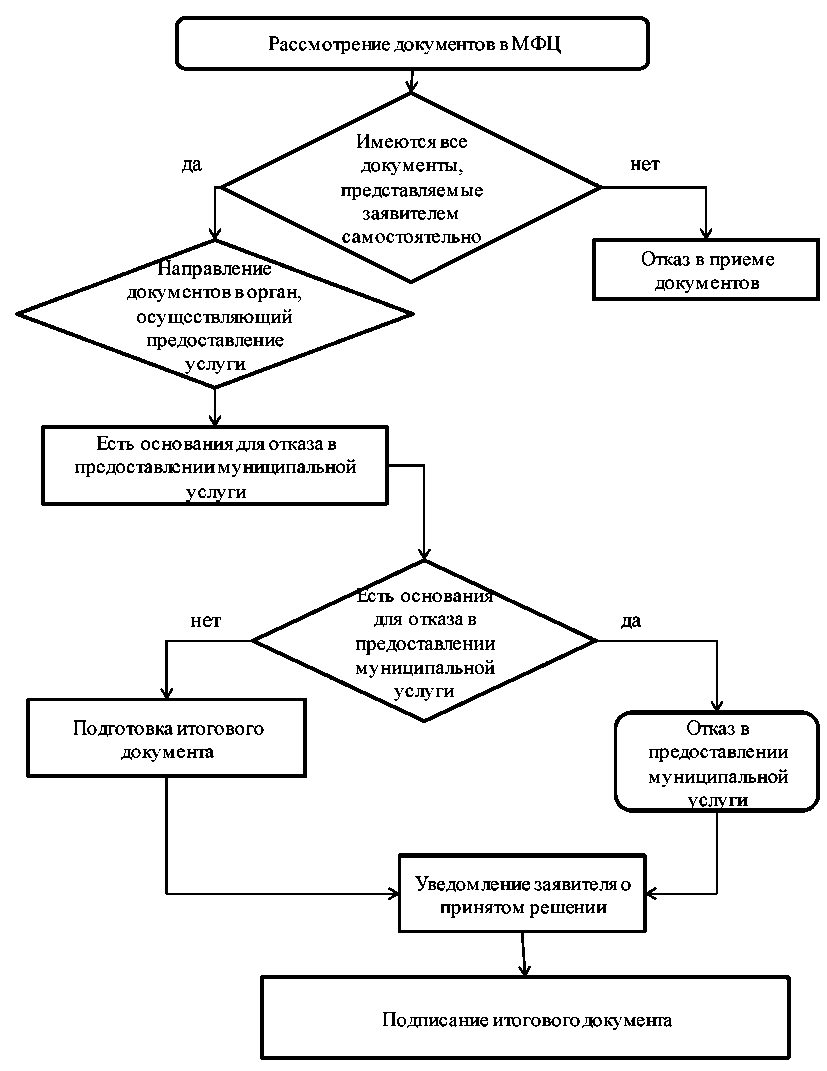 Рассмотрение документов в МФЦ
Имеются все
документы,
представляемые
заявителем
самостоятельно
да
нет
Направление
документов в орган,
осуществляющий
предоставление
услуги
Отказ в приеме
документов
Есть основания для отказа в
предоставлении муниципальной
услуги
Есть основания
для отказа в
предоставлении
муниципальной
услуги
нет
да
Подготовка итогового
документа
Отказ в
предоставлении
муниципальной
услуги
Уведомление заявителя о
принятом решении
Подписание итогового документа